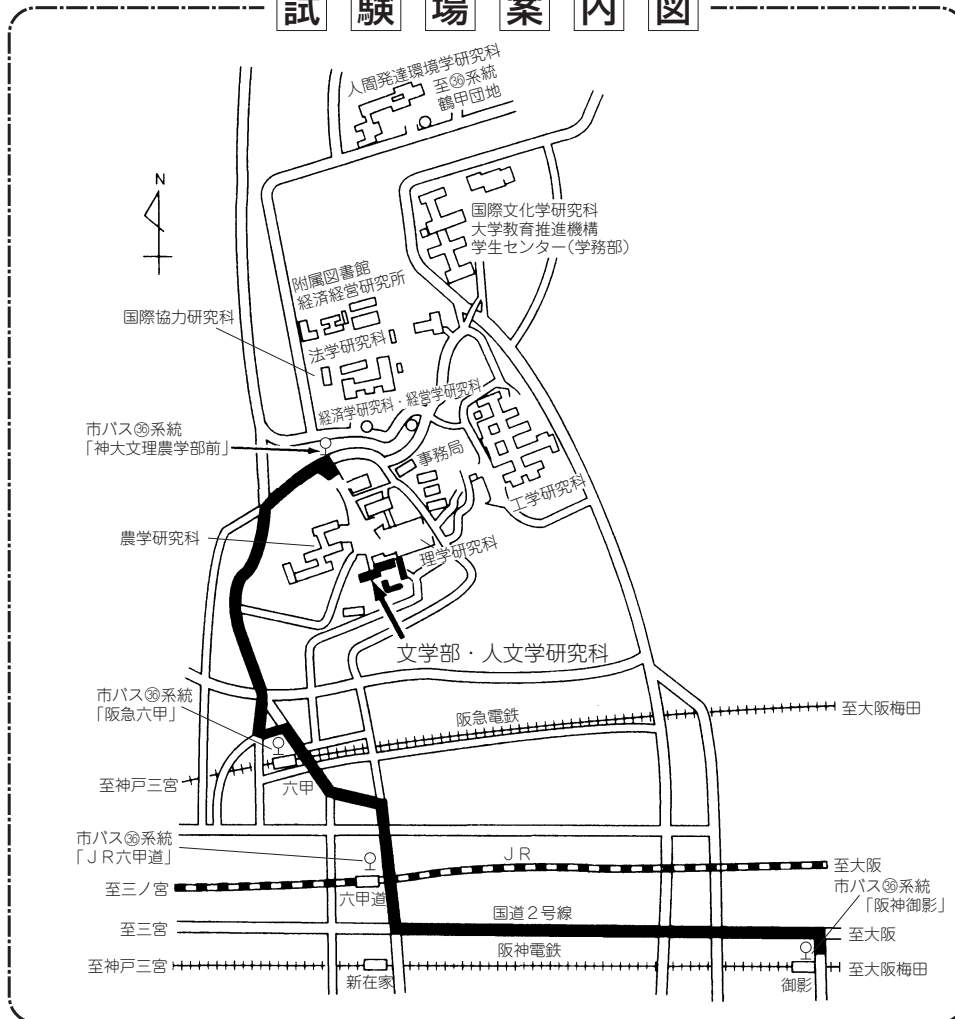 試験場案内図
人間発達環境学研究科
至㊱系統
鶴甲団地
N
国際文化学研究科
大学教育推進機構
学生センター(学務部)
附属図書館
経済経営研究所
国際協力研究科
法学研究科
経済学研究科・経営学研究科
市バス㊱系統
「神大文理農学部前」
事務局
工学研究科
農学研究科
理学研究科
文学部・人文学研究科
市バス㊱系統
「阪急六甲」
阪急電鉄
至大阪梅田
至神戸三宮
六甲
市バス㊱系統
「JR六甲道」
JR
至大阪
至三ノ宮
六甲道
市バス㊱系統
「阪神御影」
国道2号線
至三宮
至大阪
阪神電鉄
至神戸三宮
至大阪梅田
新在家
御影